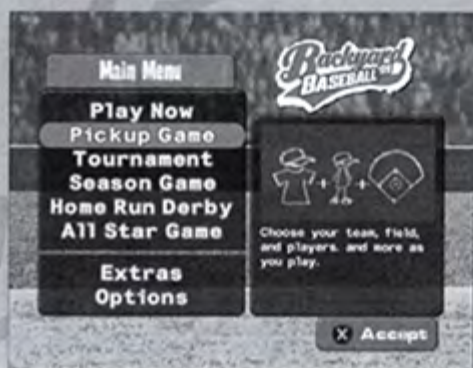 Main Menu
Backyard
BASEBALL
Play Now
Pickup Game
Tournament
Season Game
Home Run Derby
All Star Game
Extras
Options
Choose your team, field,
and players. and more as
you play.
X Accept